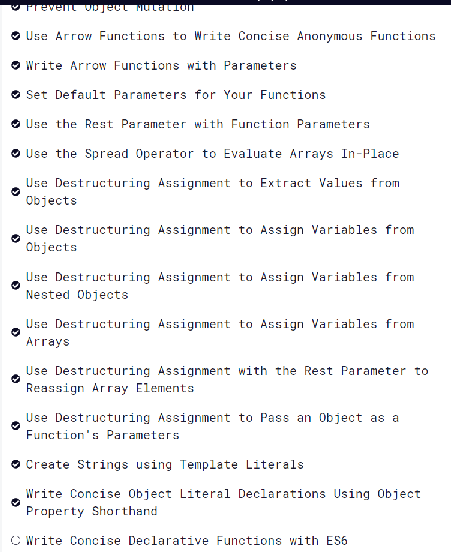 Prevent Object Mutation
Use Arrow Functions to Write Concise Anonymous Functions
Write Arrow Functions with Parameters
Set Default Parameters for Your Functions
Use the Rest Parameter with Function Parameters
Use the Spread Operator to Evaluate Arrays In-Place
Use Destructuring Assignment to Extract Values from
Objects
Use Destructuring Assignment to Assign Variables from
Objects
Use Destructuring Assignment to Assign Variables from
Nested Objects
Use Destructuring Assignment to Assign Variables from
Arrays
Use Destructuring Assignment with the Rest Parameter to
Reassign Array Elements
Use Destructuring Assignment to Pass an Object as a
Function's Parameters
Create Strings using Template Literals
Write Concise Object Literal Declarations Using Object
Property Shorthand
Write Concise Declarative Functions with ES6